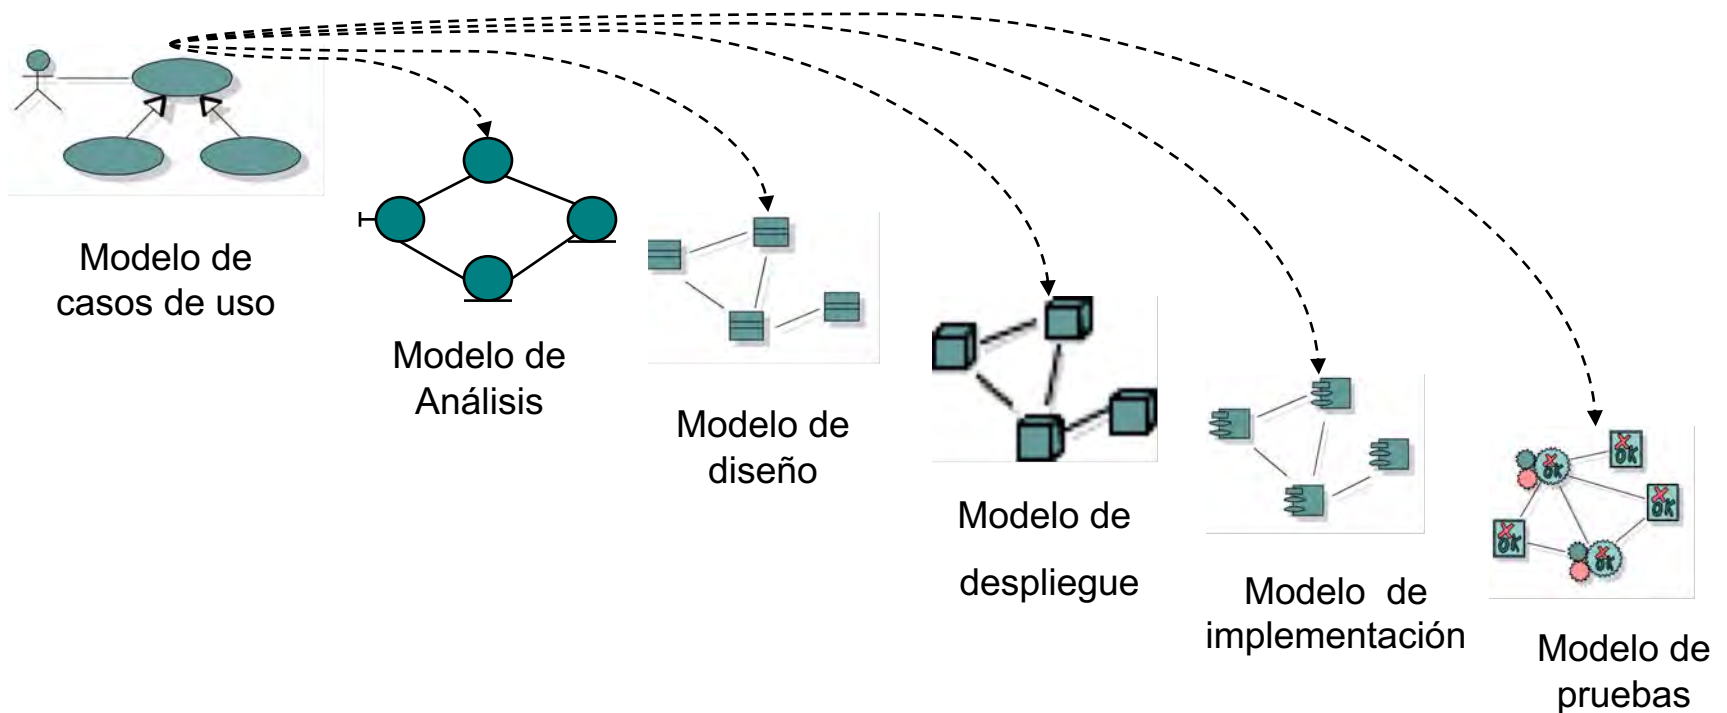 Modelo de
casos de uso
Modelo de
Análisis
Modelo de
diseño
Modelo de
despliegue
Modelo de
implementación
Modelo de
pruebas
X
OK
X
OK
X
OK
X
OK
X
OK